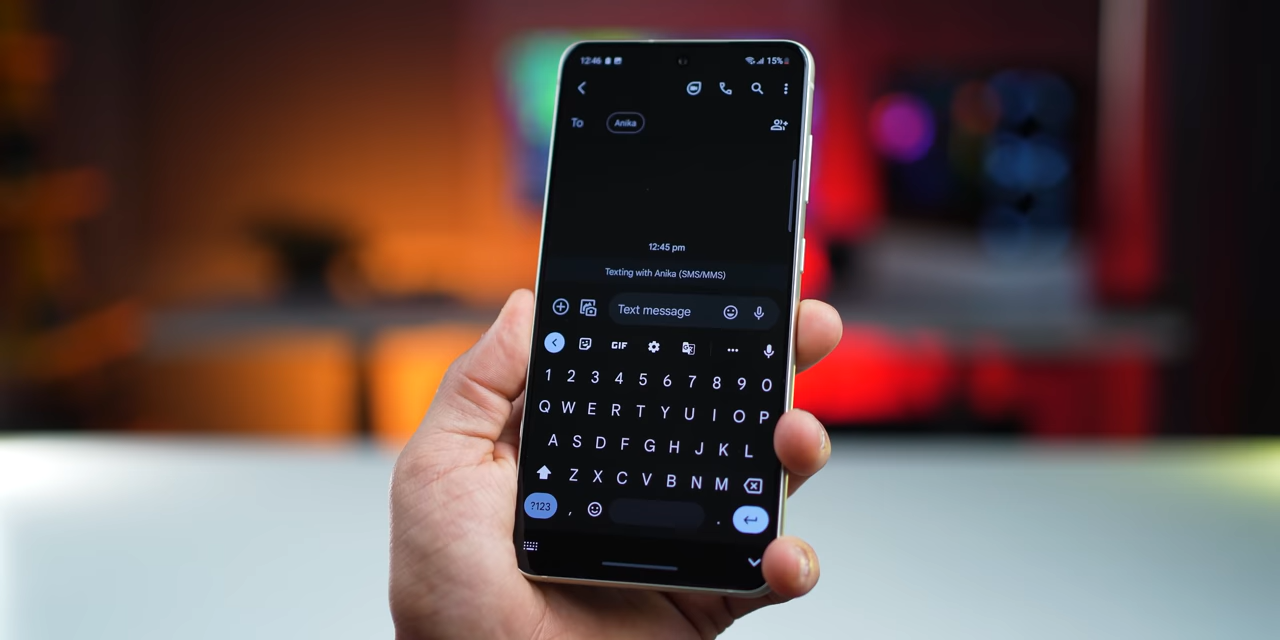 12:46 15%
To Anika
12:45 pm
Texting with Anika (SMS/MMS)
Text message
GIF
1 2 3 4 5 6 7 8 9 0
Q W E R T Y U I O P
A S D F G H J K L
Z X C V B N M
?123 , .